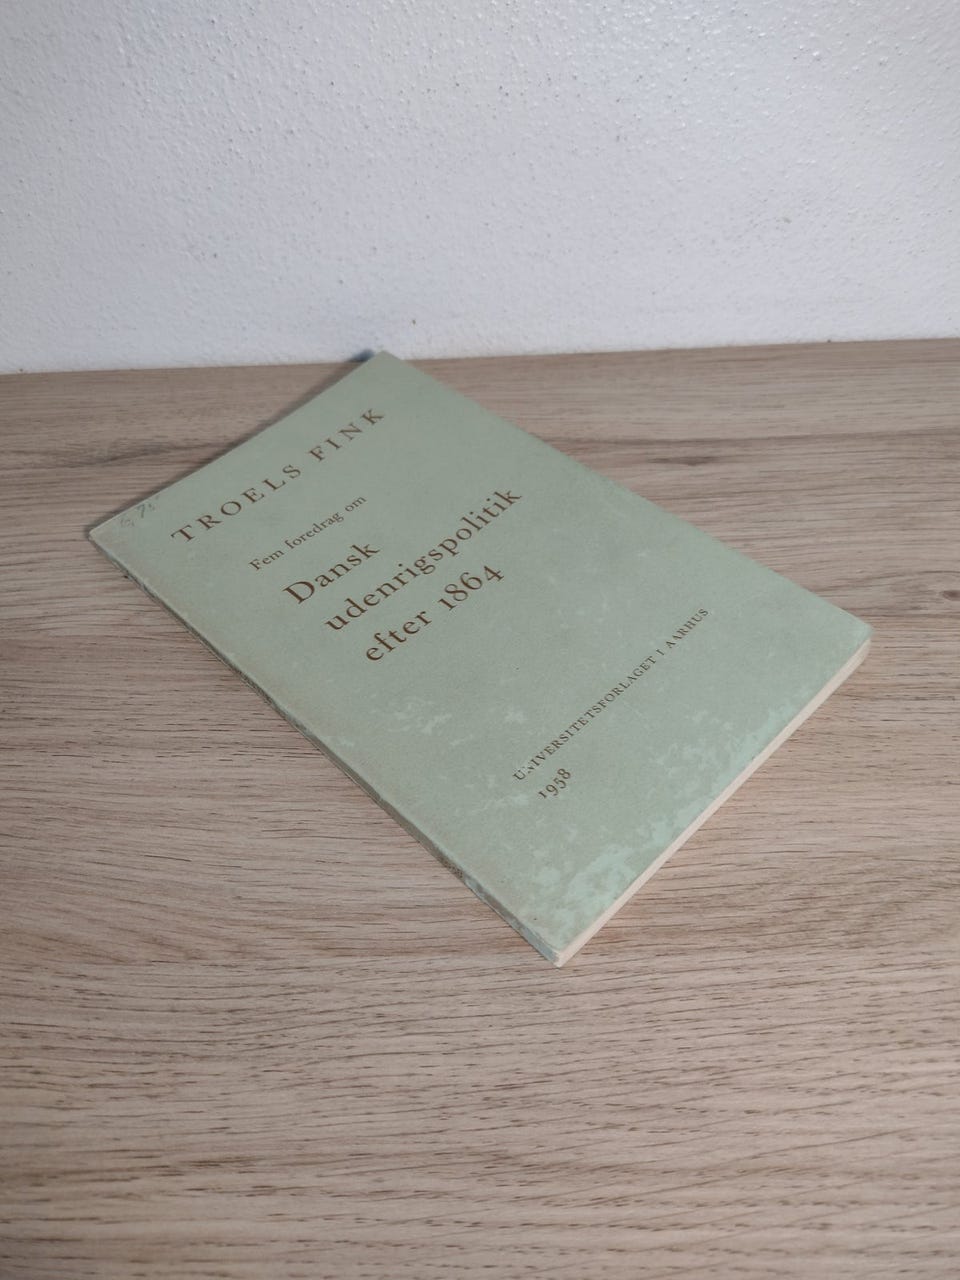 TROELS FINK
Fem foredrag om
Dansk
udenrigspolitik
efter 1864
UNIVERSITETSFORLAGET I AARHUS
1958